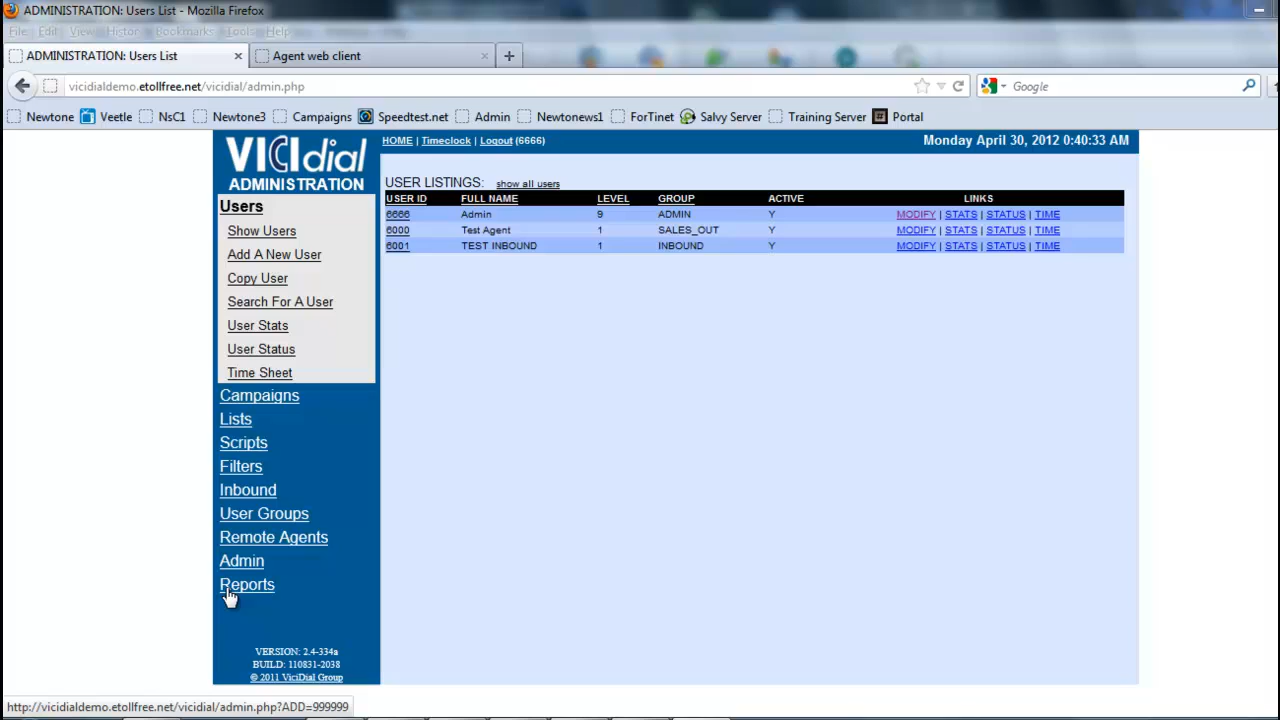 ADMINISTRATION: Users List - Mozilla Firefox
File Edit View History Bookmarks Tools Help
ADMINISTRATION: Users List × Agent web client × +
vicidialdemo.etollfree.net/vicidial/admin.php Google
Newtone Veetle NsC1 Newtone3 Campaigns Speedtest.net Admin Newtonews1 ForTinet Salvy Server Training Server Portal
VICIdial
ADMINISTRATION
HOME | Timeclock | Logout (6666) Monday April 30, 2012 0:40:33 AM
Users
Show Users
Add A New User
Copy User
Search For A User
User Stats
User Status
Time Sheet
Campaigns
Lists
Scripts
Filters
Inbound
User Groups
Remote Agents
Admin
Reports
VERSION: 2.4-334a
BUILD: 110831-2038
© 2011 ViciDial Group
USER LISTINGS: show all users
USER ID FULL NAME LEVEL GROUP ACTIVE LINKS
6666 Admin 9 ADMIN Y MODIFY | STATS | STATUS | TIME
6000 Test Agent 1 SALES_OUT Y MODIFY | STATS | STATUS | TIME
6001 TEST INBOUND 1 INBOUND Y MODIFY | STATS | STATUS | TIME
http://vicidialdemo.etollfree.net/vicidial/admin.php?ADD=999999